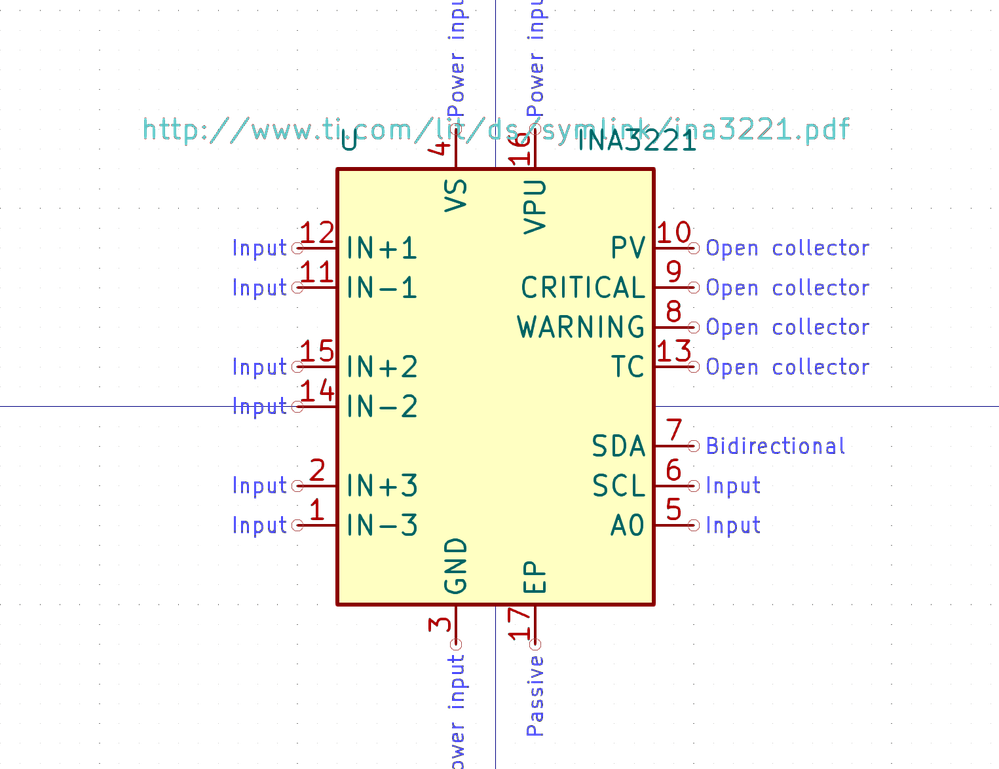 Power input
Power input
http://www.ti.com/lit/ds/symlink/ina3221.pdf
U
INA3221
4
16
VS
VPU
Input 12 IN+1
PV 10 Open collector
Input 11 IN-1
CRITICAL 9 Open collector
WARNING 8 Open collector
Input 15 IN+2
TC 13 Open collector
Input 14 IN-2
SDA 7 Bidirectional
Input 2 IN+3
SCL 6 Input
Input 1 IN-3
A0 5 Input
GND
EP
3
17
ower input
Passive